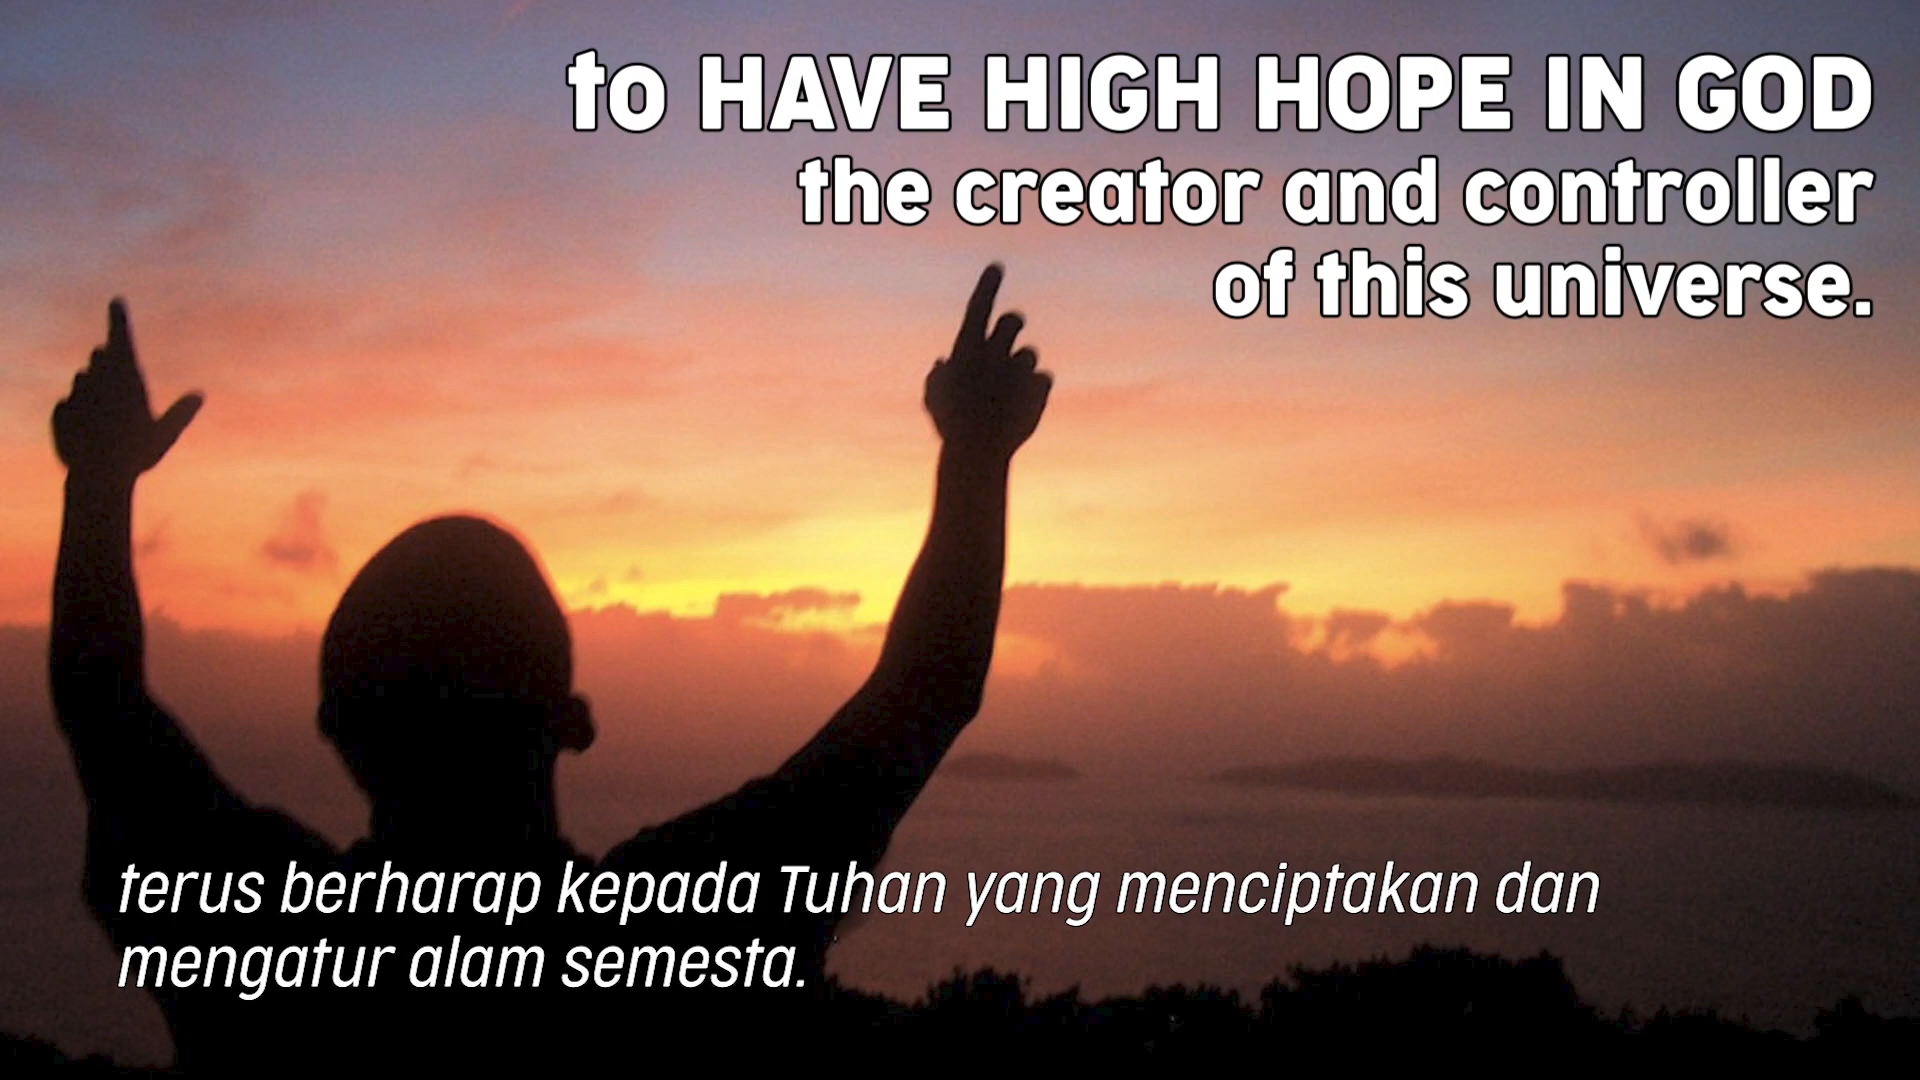 to HAVE HIGH HOPE IN GOD
the creator and controller
of this universe.
terus berharap kepada Tuhan yang menciptakan dan
mengatur alam semesta.